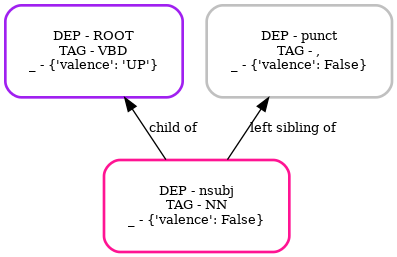 DEP - ROOT
TAG - VBD
_ - {'valence': 'UP'}
DEP - punct
TAG - ,
_ - {'valence': False}
child of
left sibling of
DEP - nsubj
TAG - NN
_ - {'valence': False}